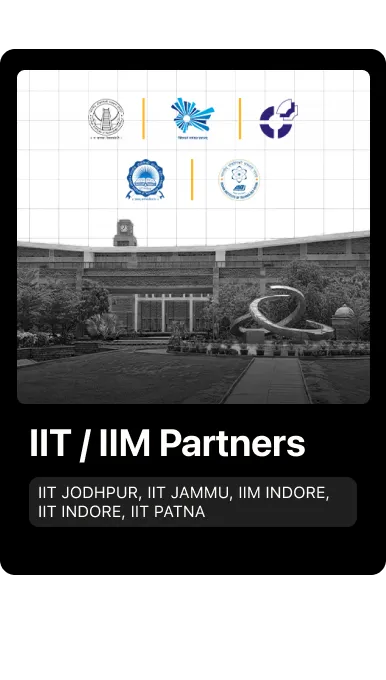 IIT / IIM Partners
IIT JODHPUR, IIT JAMMU, IIM INDORE,
IIT INDORE, IIT PATNA